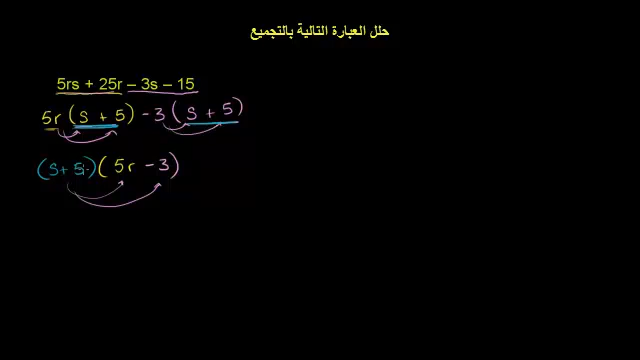 حلل العبارة التالية بالتجميع
5rs + 25r – 3s – 15
5r (s + 5) - 3 (s + 5)
(s + 5) (5r - 3)